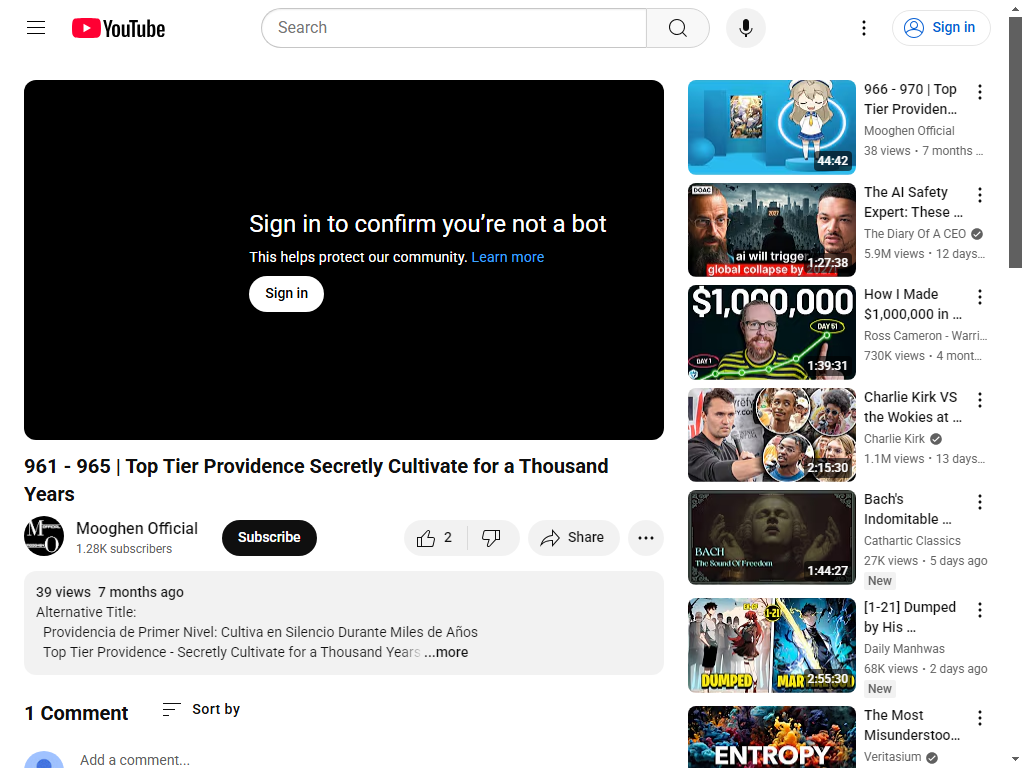 YouTube
Search
Sign in
Sign in to confirm you're not a bot
This helps protect our community. Learn more
Sign in
961 - 965 | Top Tier Providence Secretly Cultivate for a Thousand
Years
Mooghen Official
1.28K subscribers
Subscribe
2
Share
39 views 7 months ago
Alternative Title:
Providencia de Primer Nivel: Cultiva en Silencio Durante Miles de Años
Top Tier Providence - Secretly Cultivate for a Thousand Years ...more
1 Comment
Sort by
Add a comment...
44:42
966 - 970 | Top
Tier Providen...
Mooghen Official
38 views • 7 months ...
DOAC
2027
ai will trigger
global collapse by 2027
1:27:38
The AI Safety
Expert: These ...
The Diary Of A CEO
5.9M views • 12 days...
$1,000,000
DAY 1
DAY 51
1:39:31
How I Made
$1,000,000 in ...
Ross Cameron - Warri...
730K views • 4 mont...
2:15:30
Charlie Kirk VS
the Wokies at ...
Charlie Kirk
1.1M views • 13 days...
BACH
The Sound Of Freedom
1:44:27
Bach's
Indomitable ...
Cathartic Classics
27K views • 5 days ago
New
1-21
DUMPED
2:55:30
[1-21] Dumped
by His ...
Daily Manhwas
68K views • 2 days ago
New
ENTROPY
The Most
Misunderstoo...
Veritasium